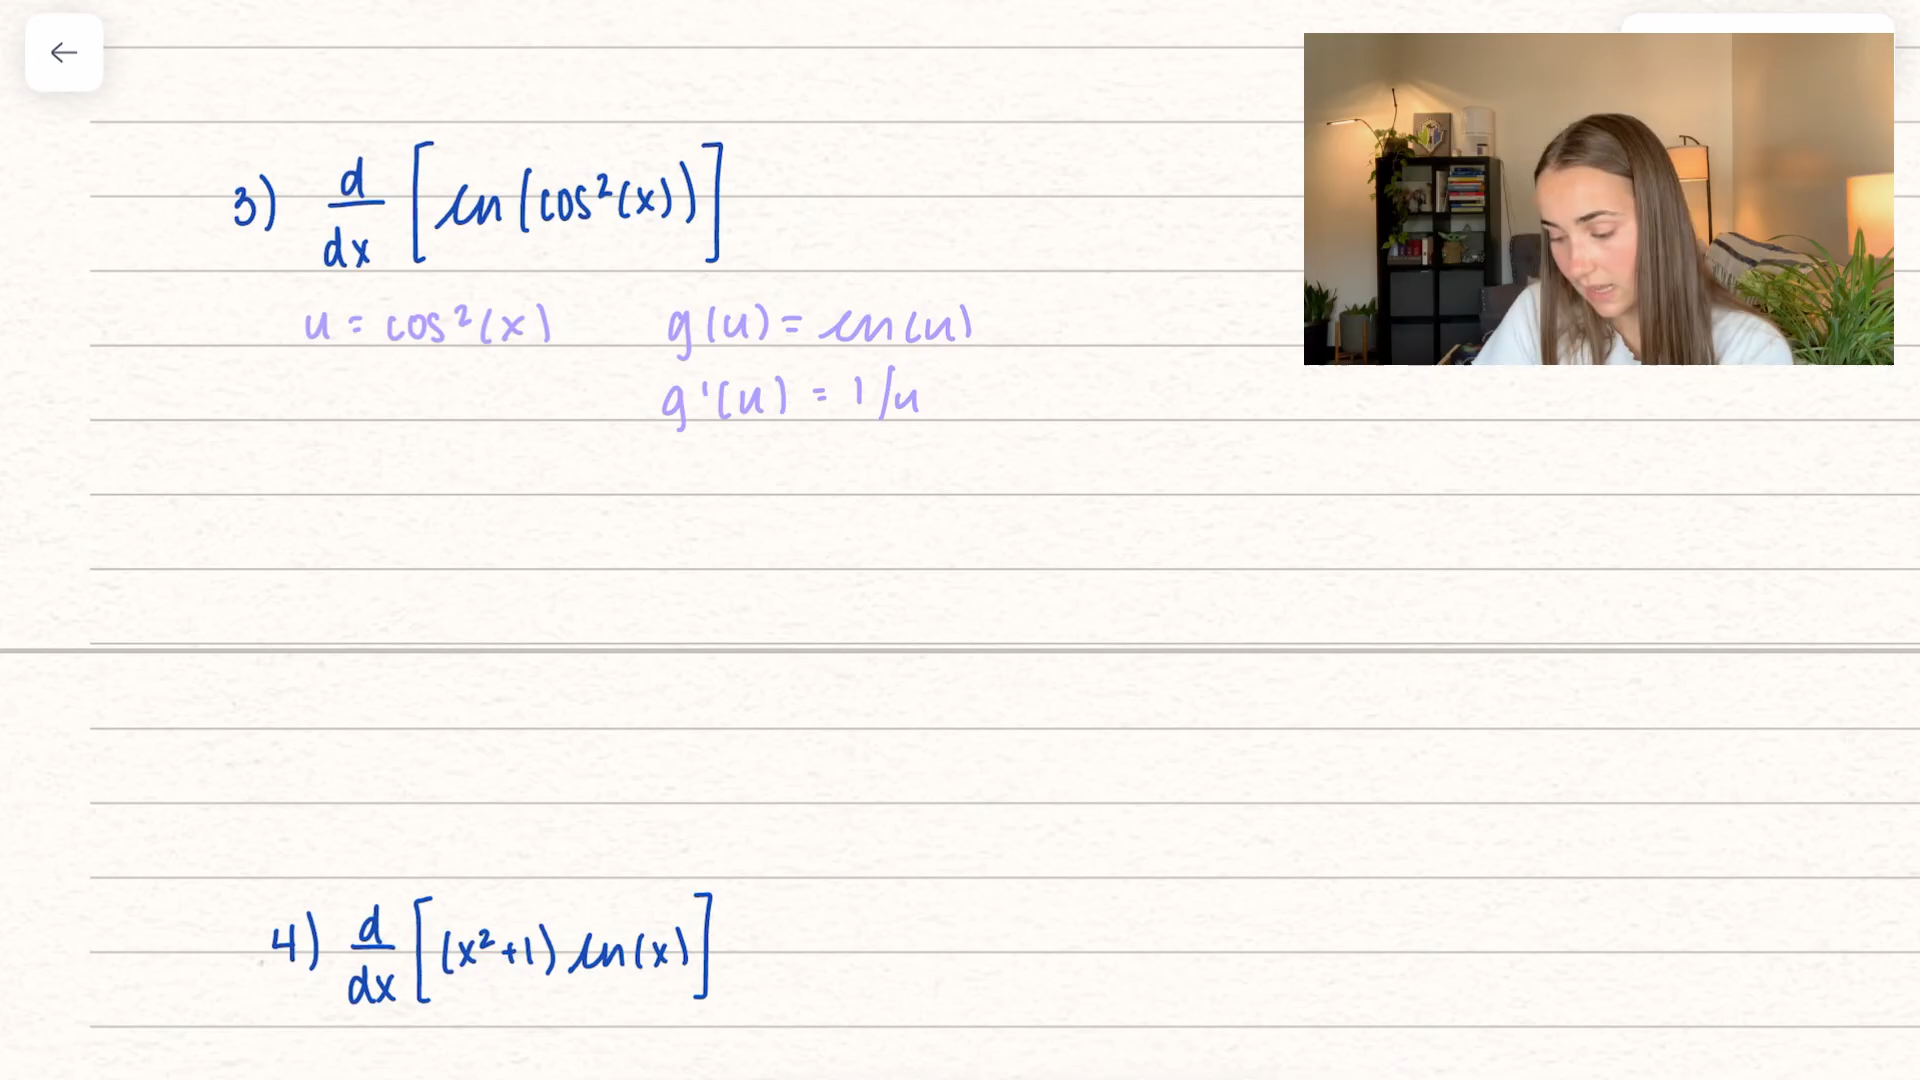 3) d/dx [ln(cos²(x))]
u = cos²(x) g(u) = ln(u)
g'(u) = 1/u
4) d/dx [(x²+1) ln(x)]